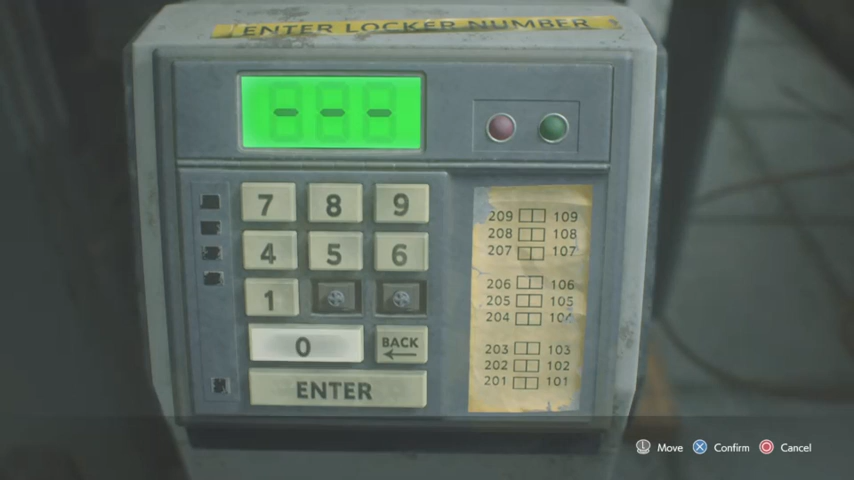 ENTER LOCKER NUMBER
- - -
7 8 9
4 5 6
1
0 BACK
ENTER
209 109
208 108
207 107
206 106
205 105
204 104
203 103
202 102
201 101
L Move Confirm Cancel